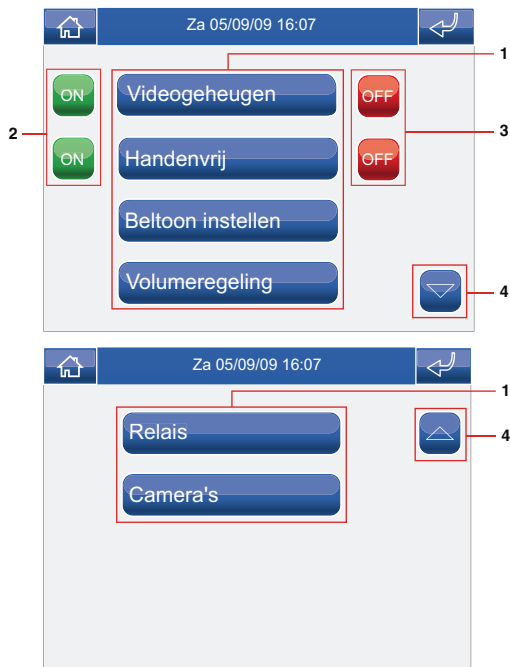 Za 05/09/09 16:07
1
ON
Videogeheugen
OFF
2
3
ON
Handenvrij
OFF
Beltoon instellen
Volumeregeling
4
Za 05/09/09 16:07
1
Relais
4
Camera's